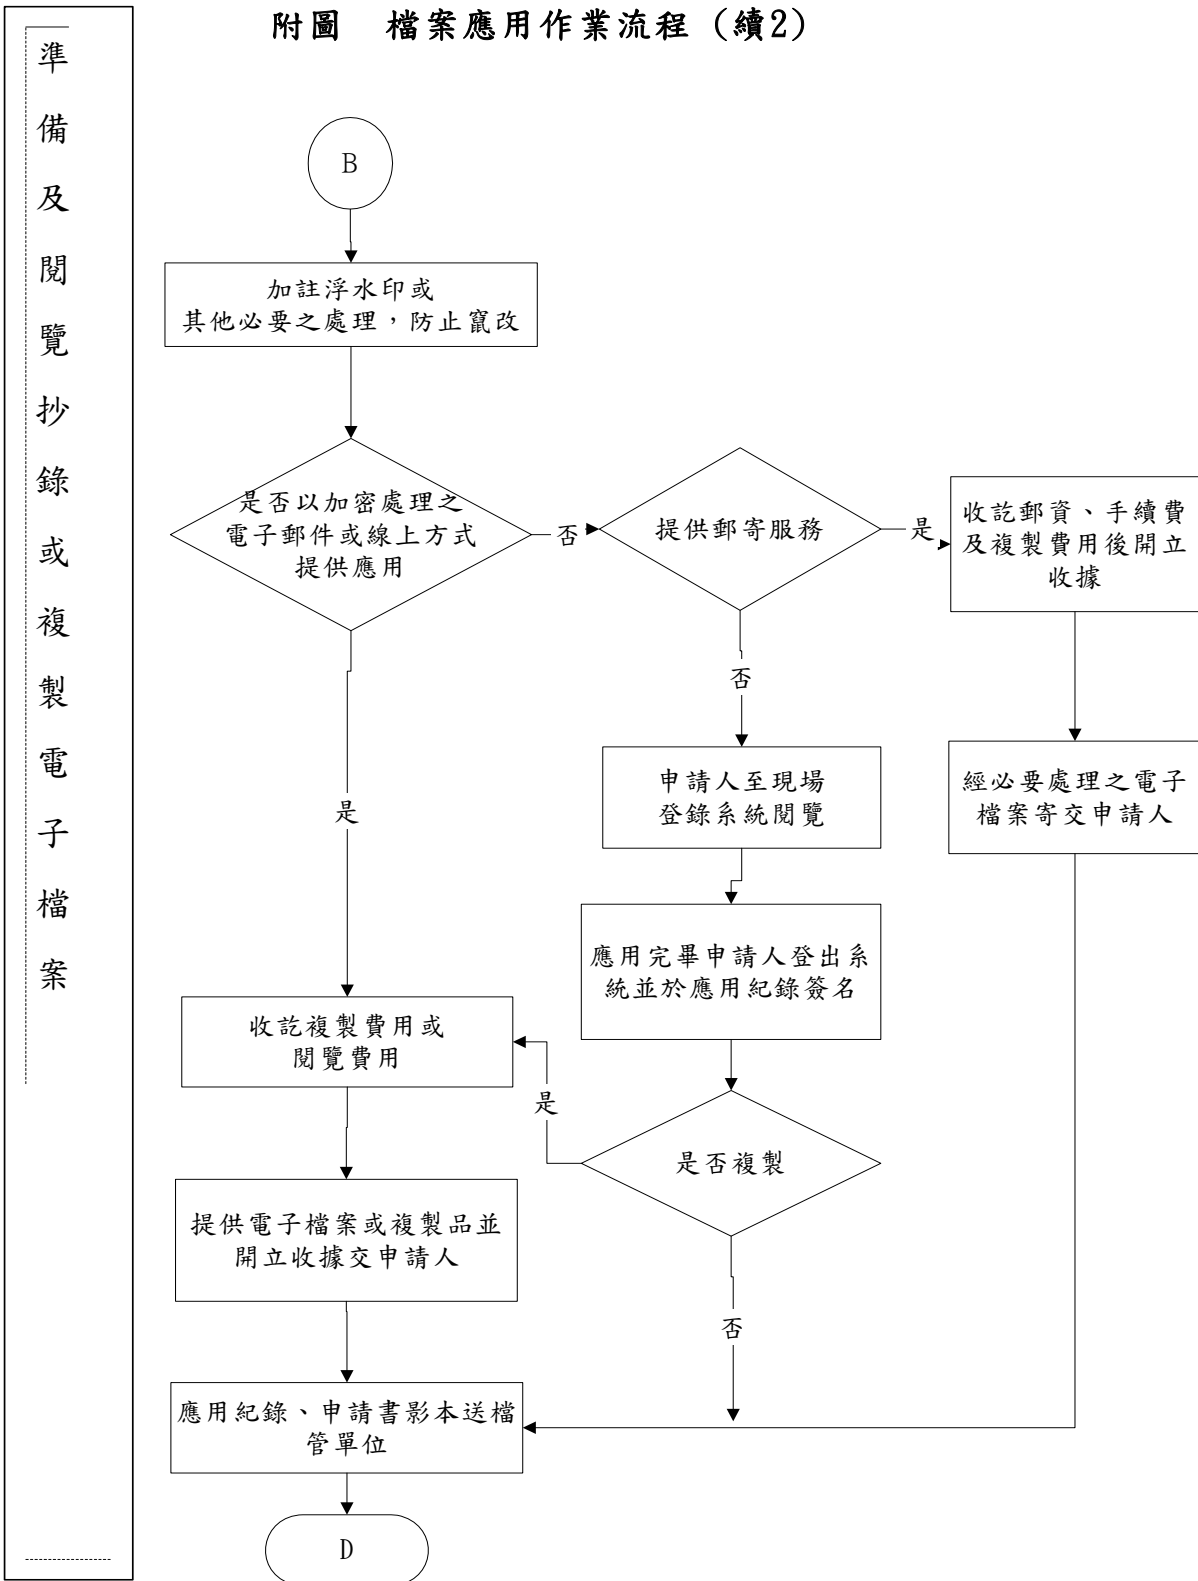 附圖　檔案應用作業流程 (續2)
準
備
及
閱
覽
抄
錄
或
複
製
電
子
檔
案
B
加註浮水印或
其他必要之處理，防止竄改
是否以加密處理之
電子郵件或線上方式
提供應用
否
提供郵寄服務
是
收訖郵資、手續費
及複製費用後開立
收據
否
是
申請人至現場
登錄系統閱覽
經必要處理之電子
檔案寄交申請人
應用完畢申請人登出系
統並於應用紀錄簽名
收訖複製費用或
閱覽費用
是
是否複製
提供電子檔案或複製品並
開立收據交申請人
否
應用紀錄、申請書影本送檔
管單位
D